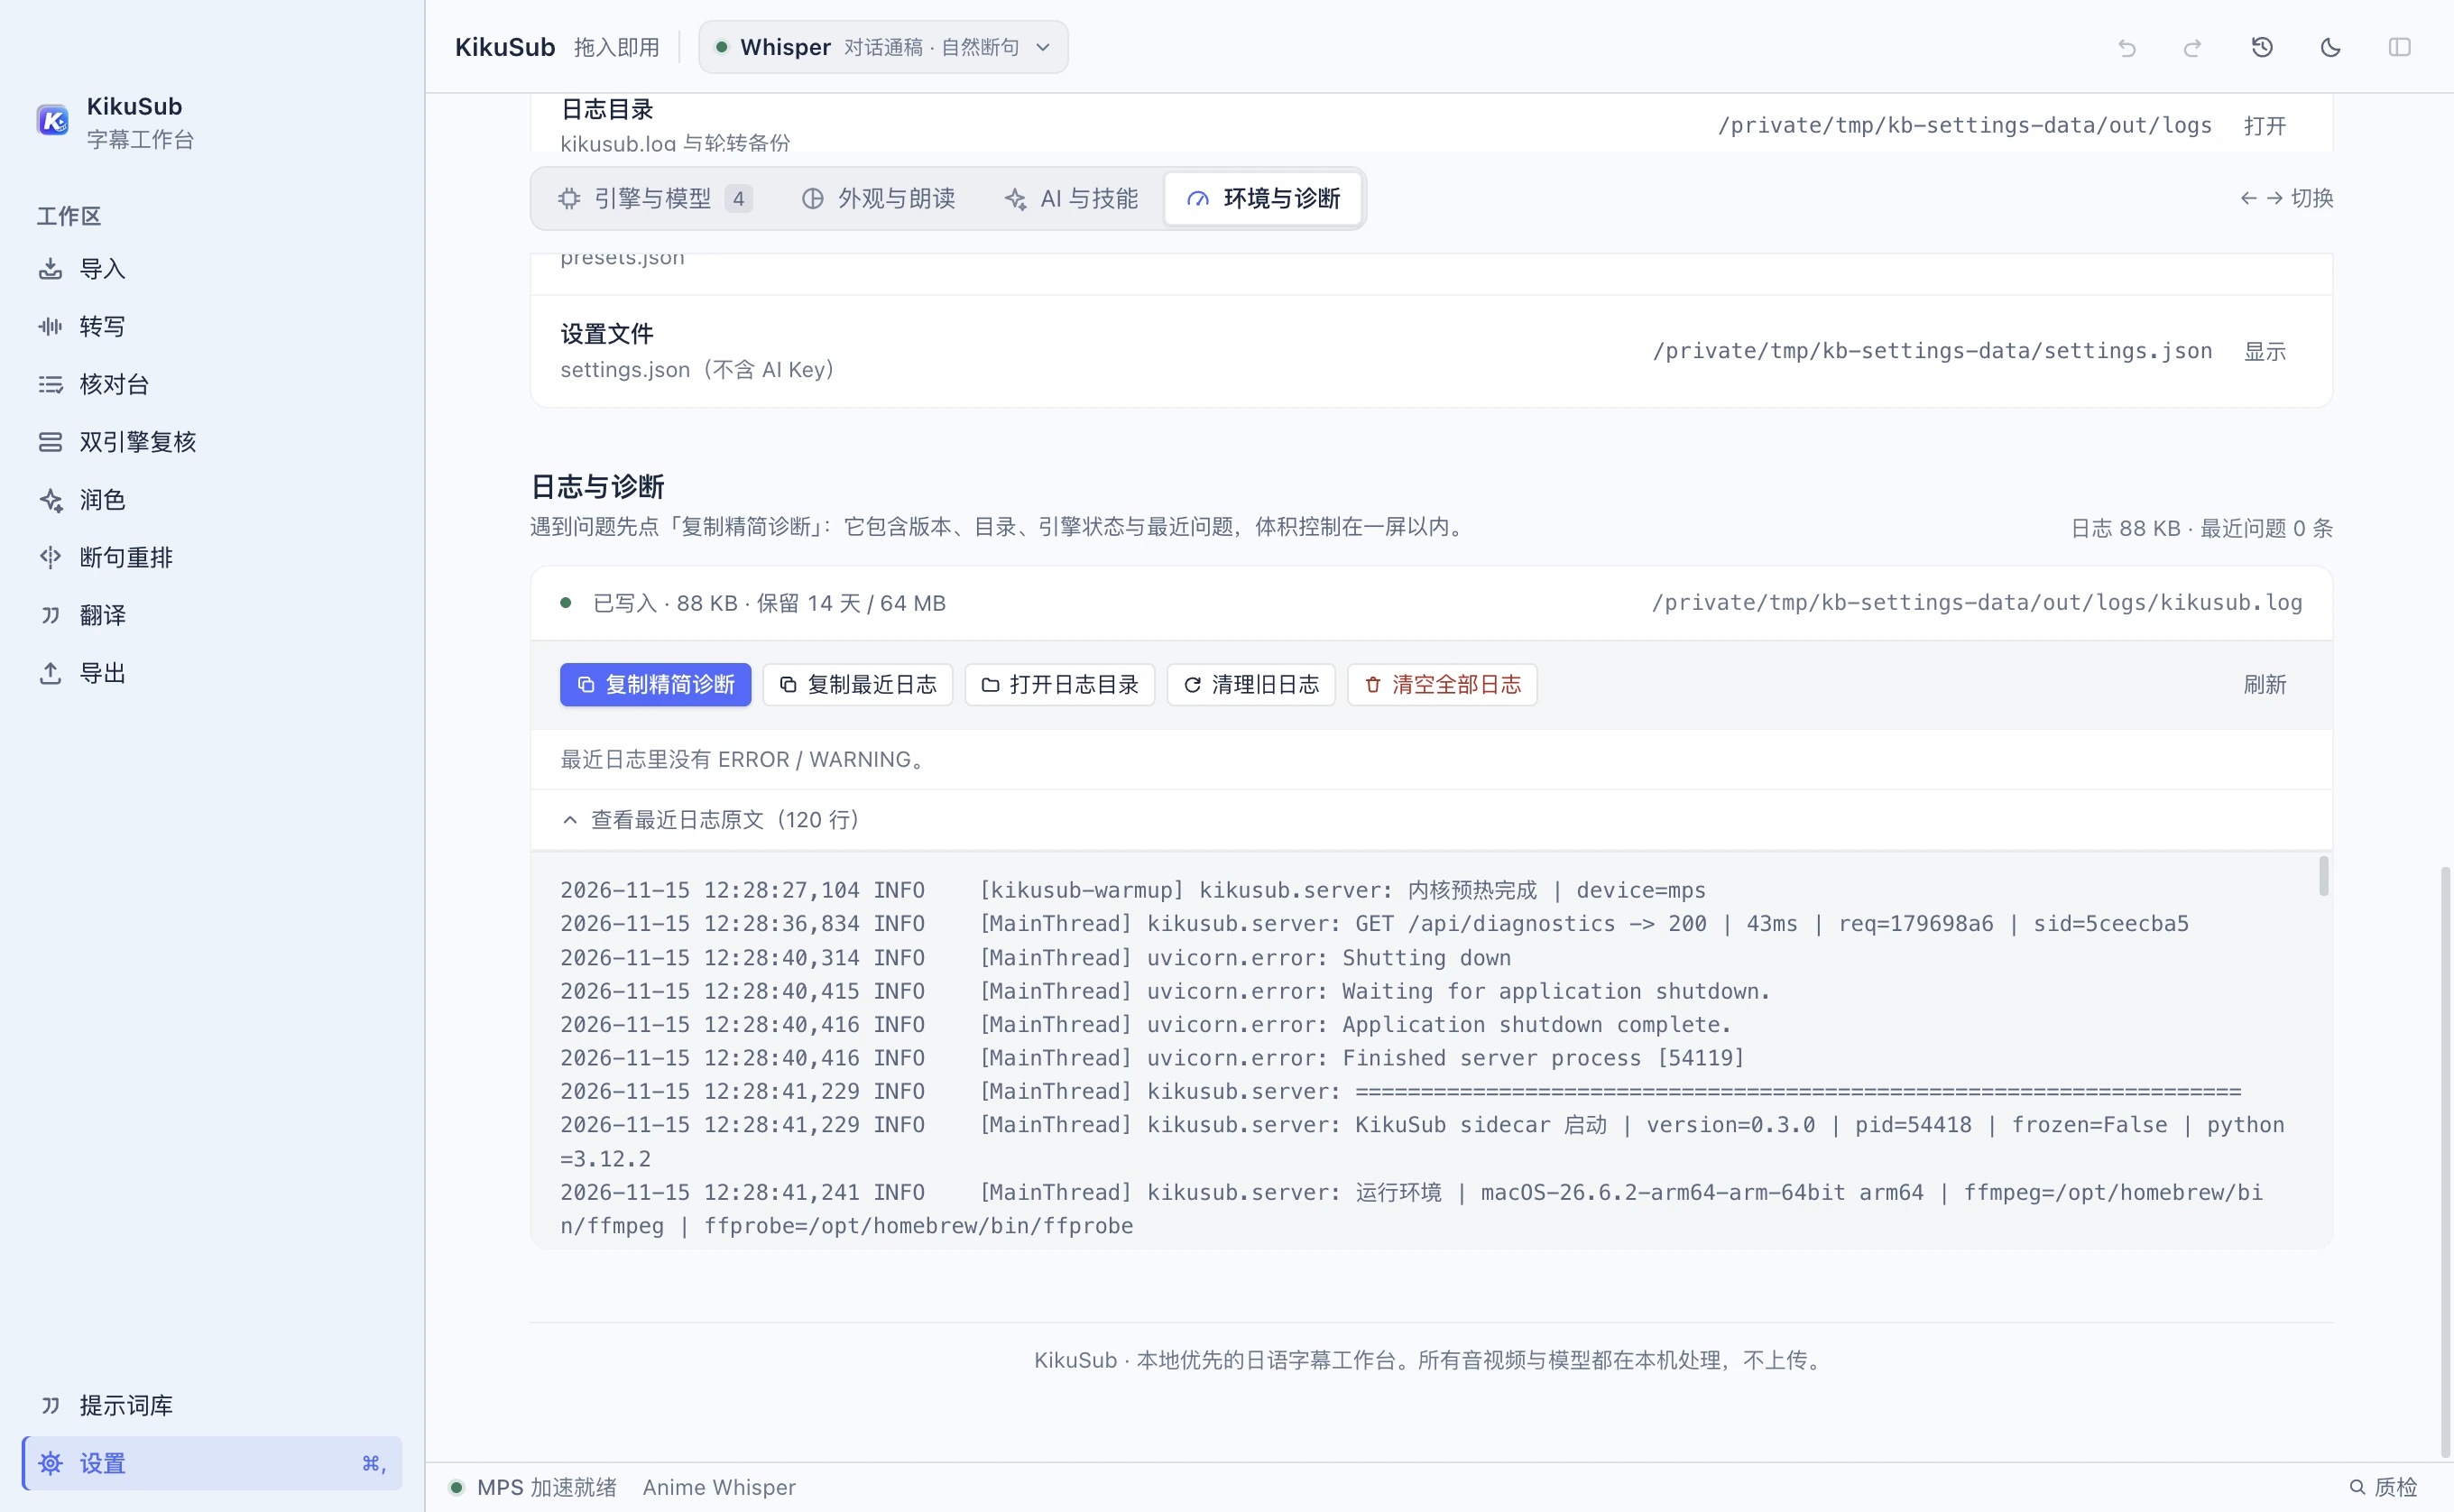 KikuSub
字幕工作台
工作区
导入
转写
核对台
双引擎复核
润色
断句重排
翻译
导出
提示词库
设置 ⌘,
KikuSub 拖入即用 Whisper 对话通稿 · 自然断句
日志目录
kikusub.log 与轮转备份
/private/tmp/kb-settings-data/out/logs 打开
引擎与模型 4 外观与朗读 AI 与技能 环境与诊断 ← → 切换
presets.json
设置文件
settings.json（不含 AI Key）
/private/tmp/kb-settings-data/settings.json 显示
日志与诊断
遇到问题先点「复制精简诊断」：它包含版本、目录、引擎状态与最近问题，体积控制在一屏以内。
日志 88 KB · 最近问题 0 条
已写入 · 88 KB · 保留 14 天 / 64 MB /private/tmp/kb-settings-data/out/logs/kikusub.log
复制精简诊断 复制最近日志 打开日志目录 清理旧日志 清空全部日志 刷新
最近日志里没有 ERROR / WARNING。
查看最近日志原文（120 行）
2026-11-15 12:28:27,104 INFO [kikusub-warmup] kikusub.server: 内核预热完成 | device=mps
2026-11-15 12:28:36,834 INFO [MainThread] kikusub.server: GET /api/diagnostics -> 200 | 43ms | req=179698a6 | sid=5ceecba5
2026-11-15 12:28:40,314 INFO [MainThread] uvicorn.error: Shutting down
2026-11-15 12:28:40,415 INFO [MainThread] uvicorn.error: Waiting for application shutdown.
2026-11-15 12:28:40,416 INFO [MainThread] uvicorn.error: Application shutdown complete.
2026-11-15 12:28:40,416 INFO [MainThread] uvicorn.error: Finished server process [54119]
2026-11-15 12:28:41,229 INFO [MainThread] kikusub.server: ====================================================================
2026-11-15 12:28:41,229 INFO [MainThread] kikusub.server: KikuSub sidecar 启动 | version=0.3.0 | pid=54418 | frozen=False | python
=3.12.2
2026-11-15 12:28:41,241 INFO [MainThread] kikusub.server: 运行环境 | macOS-26.6.2-arm64-arm-64bit arm64 | ffmpeg=/opt/homebrew/bi
n/ffmpeg | ffprobe=/opt/homebrew/bin/ffprobe
KikuSub · 本地优先的日语字幕工作台。所有音视频与模型都在本机处理，不上传。
MPS 加速就绪 Anime Whisper 质检